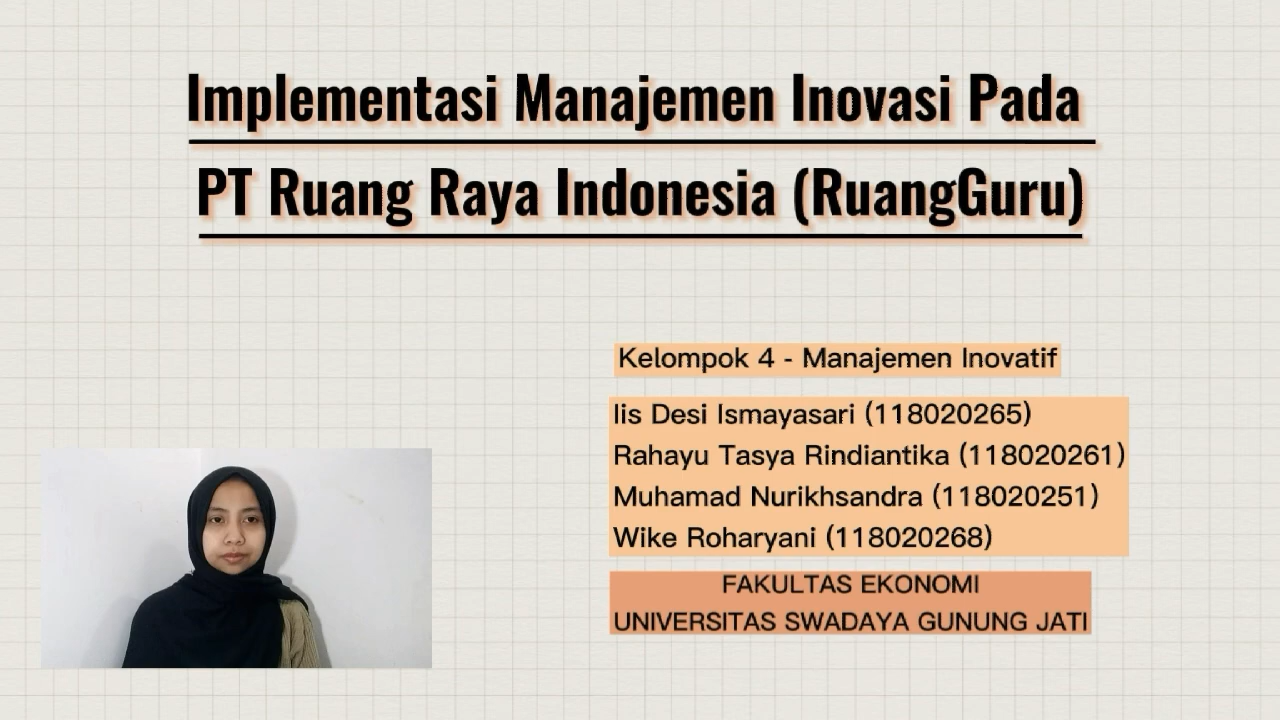 Implementasi Manajemen Inovasi Pada
PT Ruang Raya Indonesia (RuangGuru)
Kelompok 4 - Manajemen Inovatif
Iis Desi Ismayasari (118020265)
Rahayu Tasya Rindiantika (118020261)
Muhamad Nurikhsandra (118020251)
Wike Roharyani (118020268)
FAKULTAS EKONOMI
UNIVERSITAS SWADAYA GUNUNG JATI